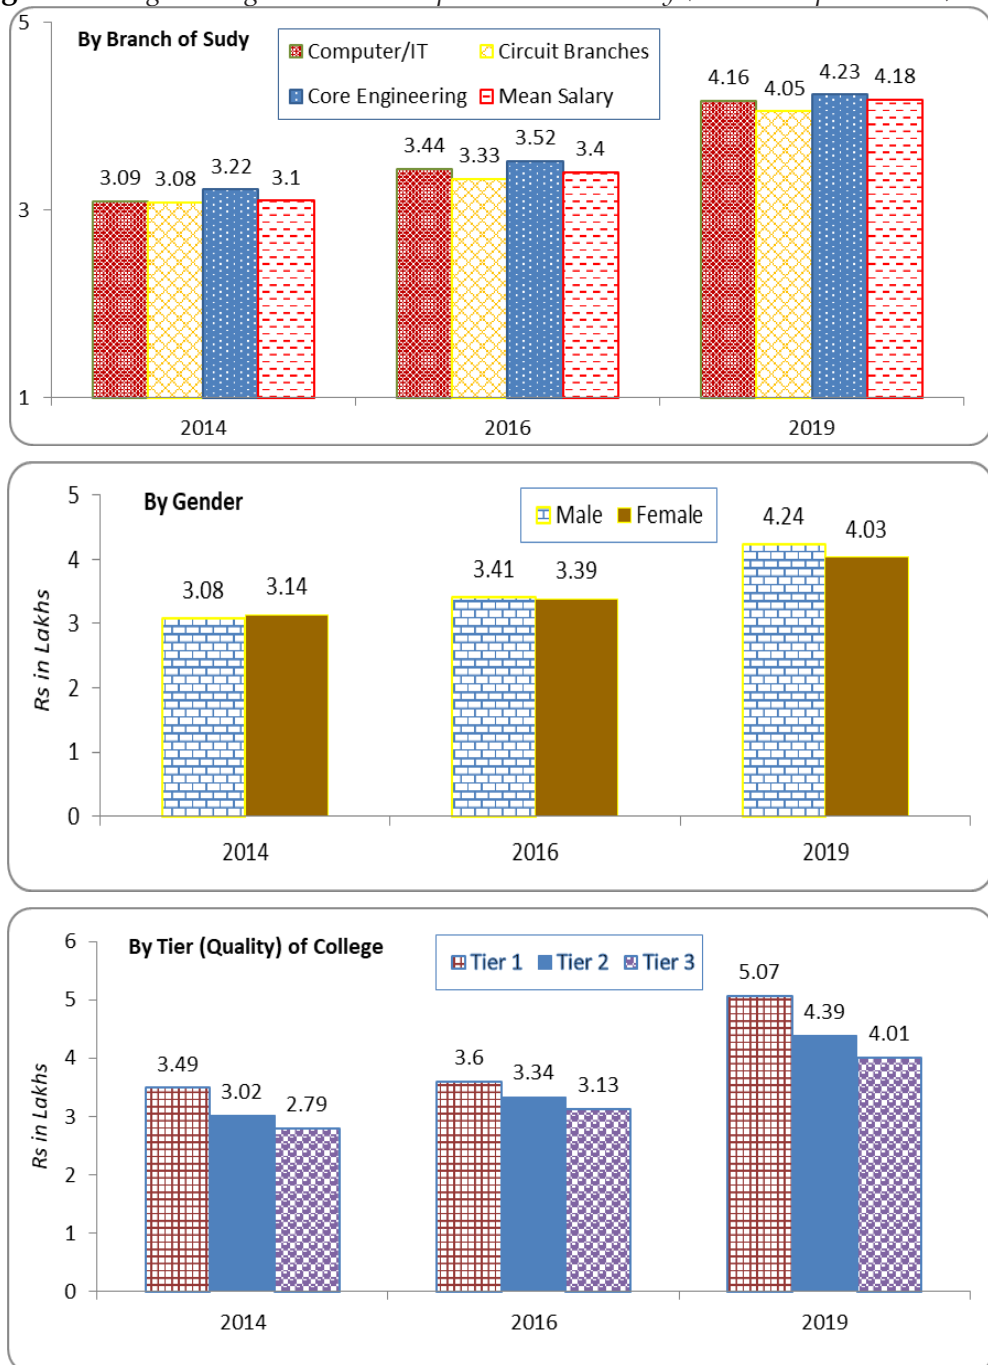 By Branch of Sudy
Computer/IT Circuit Branches
Core Engineering Mean Salary
5
3
1
3.09 3.08 3.22 3.1
3.44 3.33 3.52 3.4
4.16 4.05 4.23 4.18
2014 2016 2019
By Gender
Male Female
Rs in Lakhs
5
4
3
2
1
0
3.08 3.14
3.41 3.39
4.24 4.03
2014 2016 2019
By Tier (Quality) of College
Tier 1 Tier 2 Tier 3
Rs in Lakhs
6
5
4
3
2
1
0
3.49 3.02 2.79
3.6 3.34 3.13
5.07 4.39 4.01
2014 2016 2019